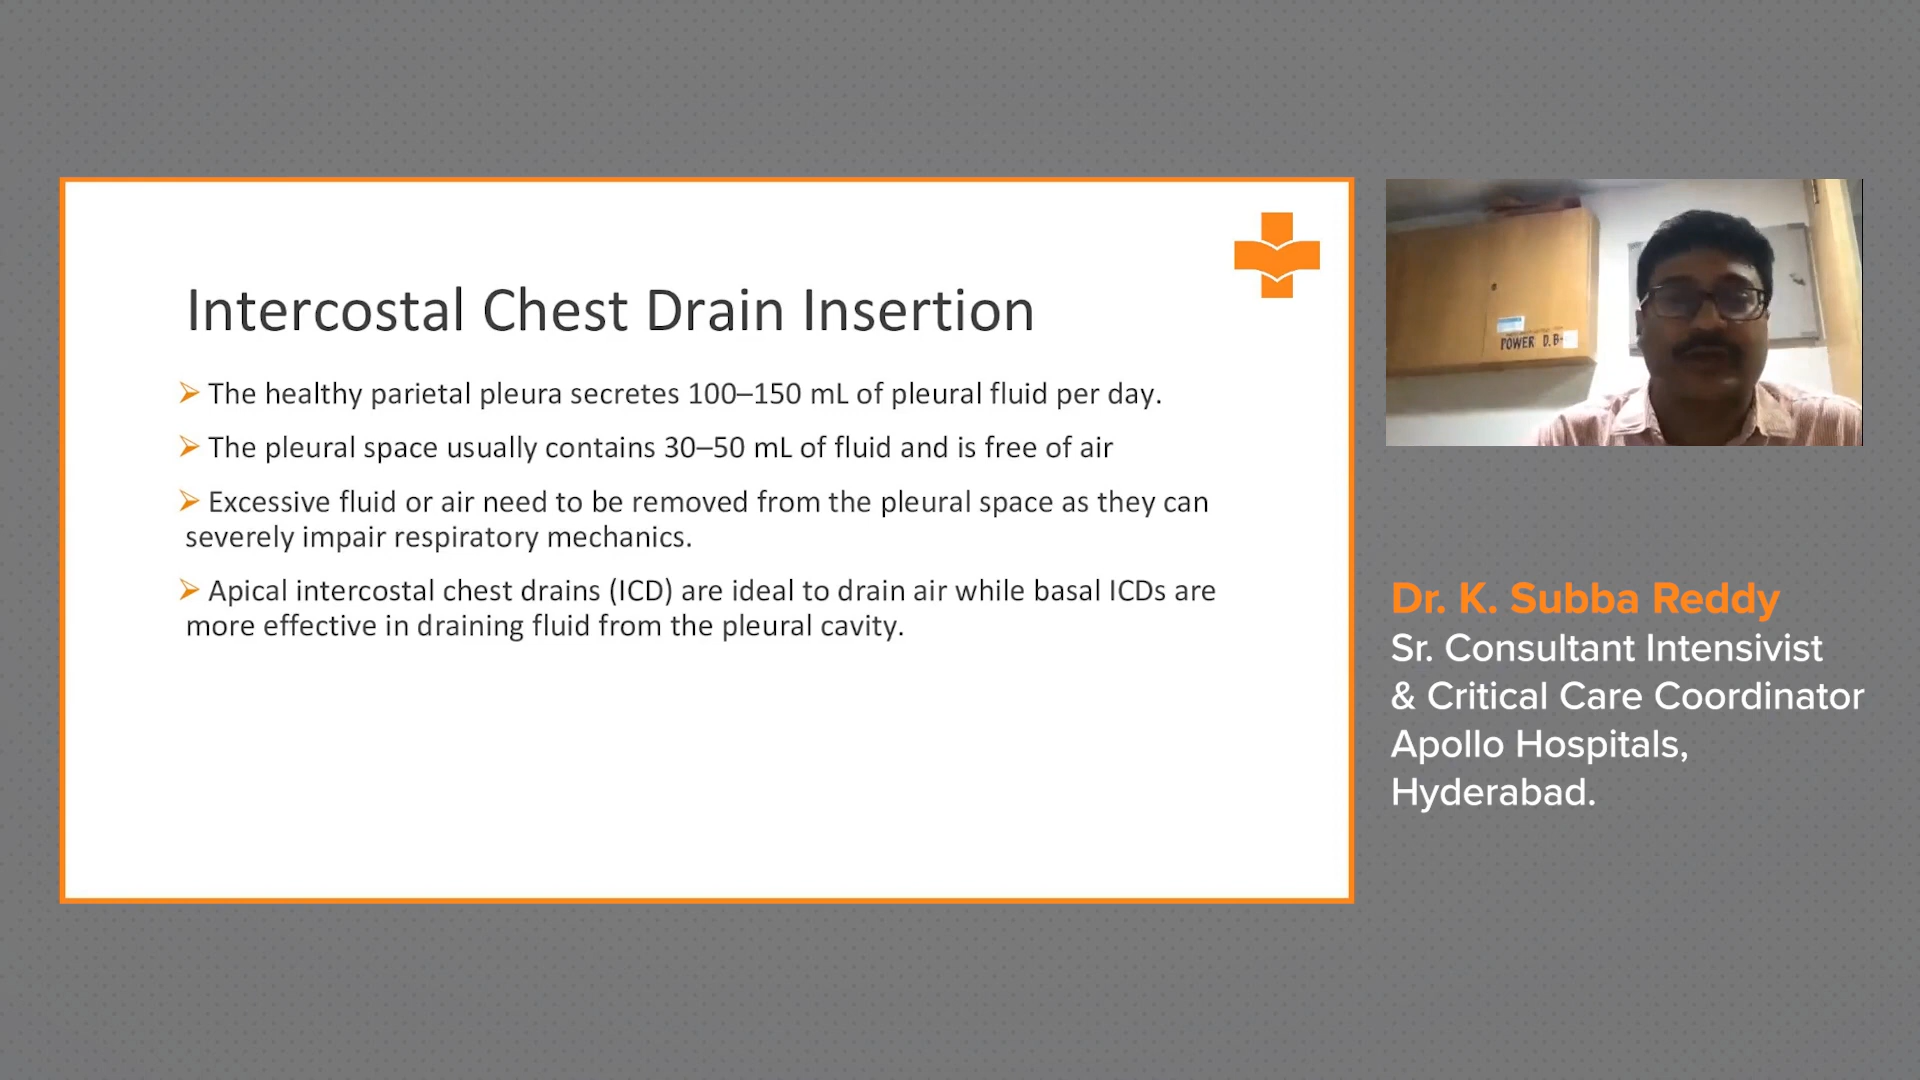 Intercostal Chest Drain Insertion
➢ The healthy parietal pleura secretes 100–150 mL of pleural fluid per day.
➢ The pleural space usually contains 30–50 mL of fluid and is free of air
➢ Excessive fluid or air need to be removed from the pleural space as they can
severely impair respiratory mechanics.
➢ Apical intercostal chest drains (ICD) are ideal to drain air while basal ICDs are
more effective in draining fluid from the pleural cavity.
POWER D.B-
Dr. K. Subba Reddy
Sr. Consultant Intensivist
& Critical Care Coordinator
Apollo Hospitals,
Hyderabad.